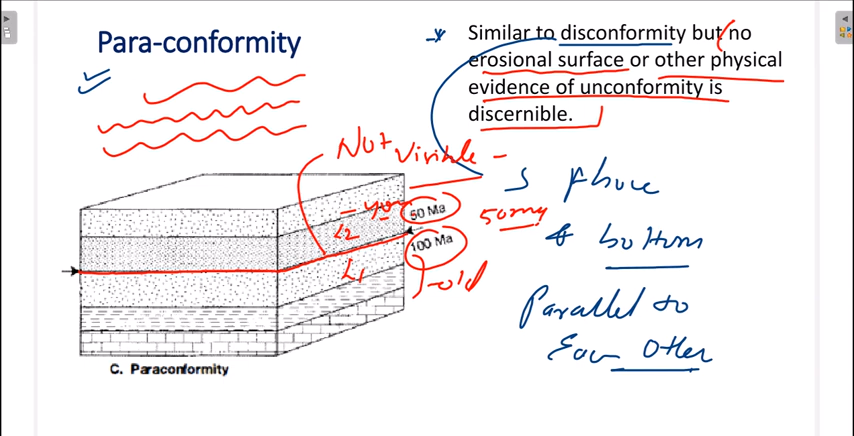 Para-conformity
Similar to disconformity but no
erosional surface or other physical
evidence of unconformity is
discernible.
Not visible -
50 Ma
100 Ma
L2
L1
old
50my
& bottom
Parallel to
Each Other
C. Paraconformity